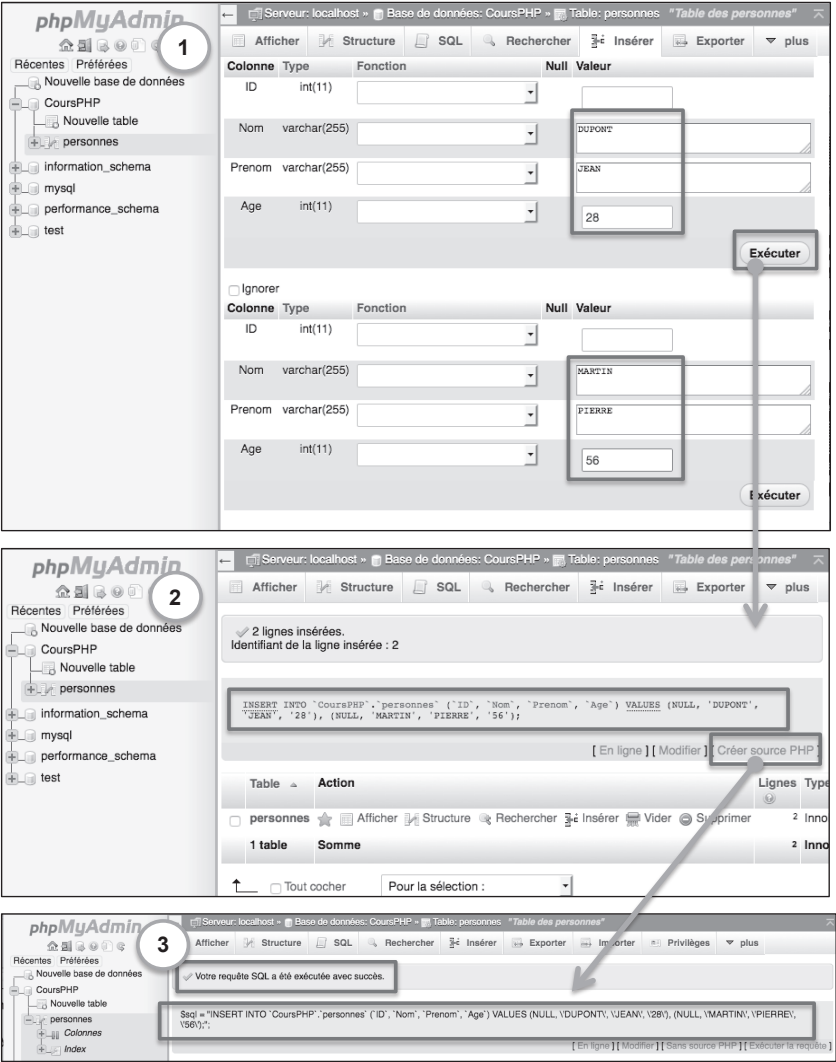 phpMyAdmin
1
← Serveur: localhost » Base de données: CoursPHP » Table: personnes "Table des personnes"
Afficher Structure SQL Rechercher Insérer Exporter plus
Récentes Préférées
Nouvelle base de données
CoursPHP
Nouvelle table
personnes
information_schema
mysql
performance_schema
test
Colonne Type Fonction Null Valeur
ID int(11)
Nom varchar(255) DUPONT
Prenom varchar(255) JEAN
Age int(11) 28
Exécuter
Ignorer
Colonne Type Fonction Null Valeur
ID int(11)
Nom varchar(255) MARTIN
Prenom varchar(255) PIERRE
Age int(11) 56
Exécuter
phpMyAdmin
2
← Serveur: localhost » Base de données: CoursPHP » Table: personnes "Table des personnes"
Afficher Structure SQL Rechercher Insérer Exporter plus
Récentes Préférées
Nouvelle base de données
CoursPHP
Nouvelle table
personnes
information_schema
mysql
performance_schema
test
2 lignes insérées.
Identifiant de la ligne insérée : 2
INSERT INTO `CoursPHP`.`personnes` (`ID`, `Nom`, `Prenom`, `Age`) VALUES (NULL, 'DUPONT',
'JEAN', '28'), (NULL, 'MARTIN', 'PIERRE', '56');
[ En ligne ] [ Modifier ] [ Créer source PHP ]
Table Action Lignes Type
personnes Afficher Structure Rechercher Insérer Vider Supprimer 2 Inno
1 table Somme 2 Inno
Tout cocher Pour la sélection :
phpMyAdmin
3
Serveur: localhost » Base de données: CoursPHP » Table: personnes "Table des personnes"
Afficher Structure SQL Rechercher Insérer Exporter Importer Privilèges plus
Récentes Préférées
Nouvelle base de données
CoursPHP
Nouvelle table
personnes
Colonnes
Index
Votre requête SQL a été exécutée avec succès.
$sql = "INSERT INTO `CoursPHP`.`personnes` (`ID`, `Nom`, `Prenom`, `Age`) VALUES (NULL, \'DUPONT\', \'JEAN\', \'28\'), (NULL, \'MARTIN\', \'PIERRE\',
\'56\');";
[ En ligne ] [ Modifier ] [ Sans source PHP ] [ Exécuter la requête ]